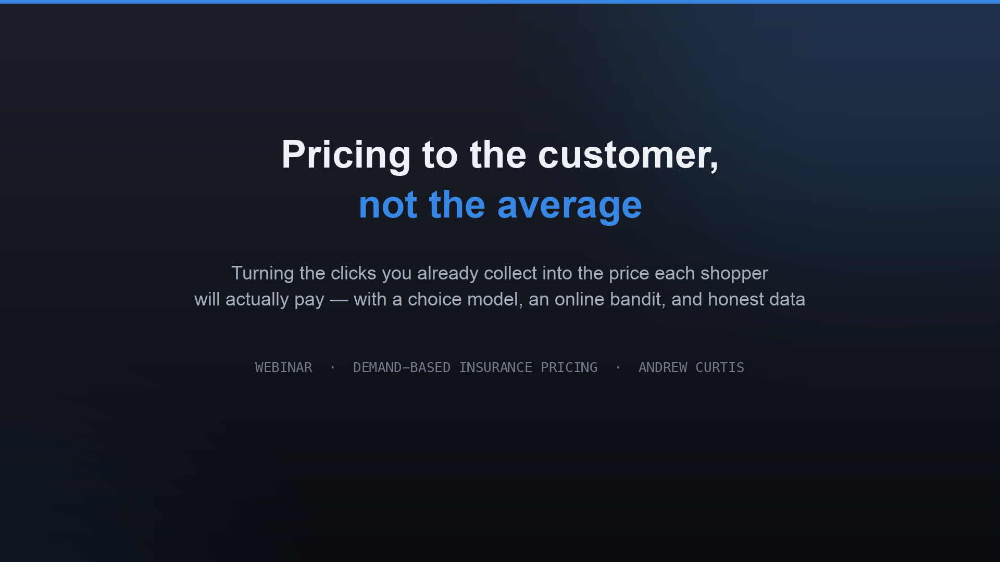 Pricing to the customer,
not the average
Turning the clicks you already collect into the price each shopper
will actually pay — with a choice model, an online bandit, and honest data
WEBINAR · DEMAND–BASED INSURANCE PRICING · ANDREW CURTIS